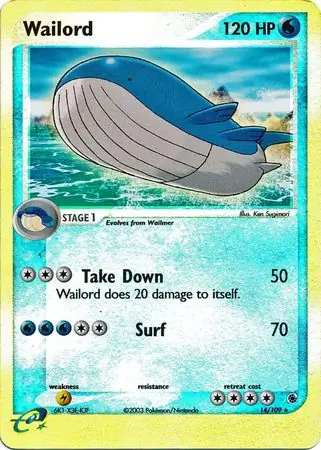 Wailord 120 HP
Illus. Ken Sugimori
STAGE 1
Evolves from Wailmer
Take Down 50
Wailord does 20 damage to itself.
Surf 70
weakness resistance retreat cost
©2003 Pokémon/Nintendo 14/109 ★